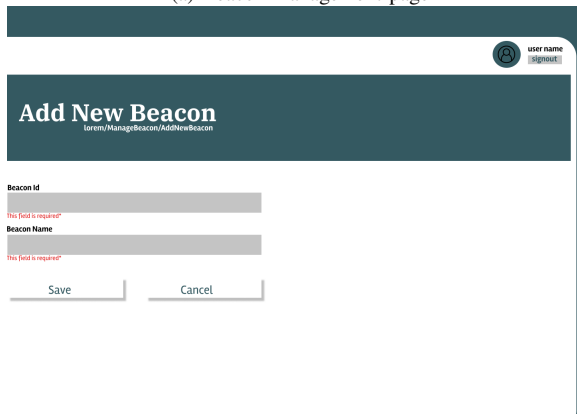 user name
signout
Add New Beacon
lorem/ManageBeacon/AddNewBeacon
Beacon Id
This field is required*
Beacon Name
This field is required*
Save
Cancel